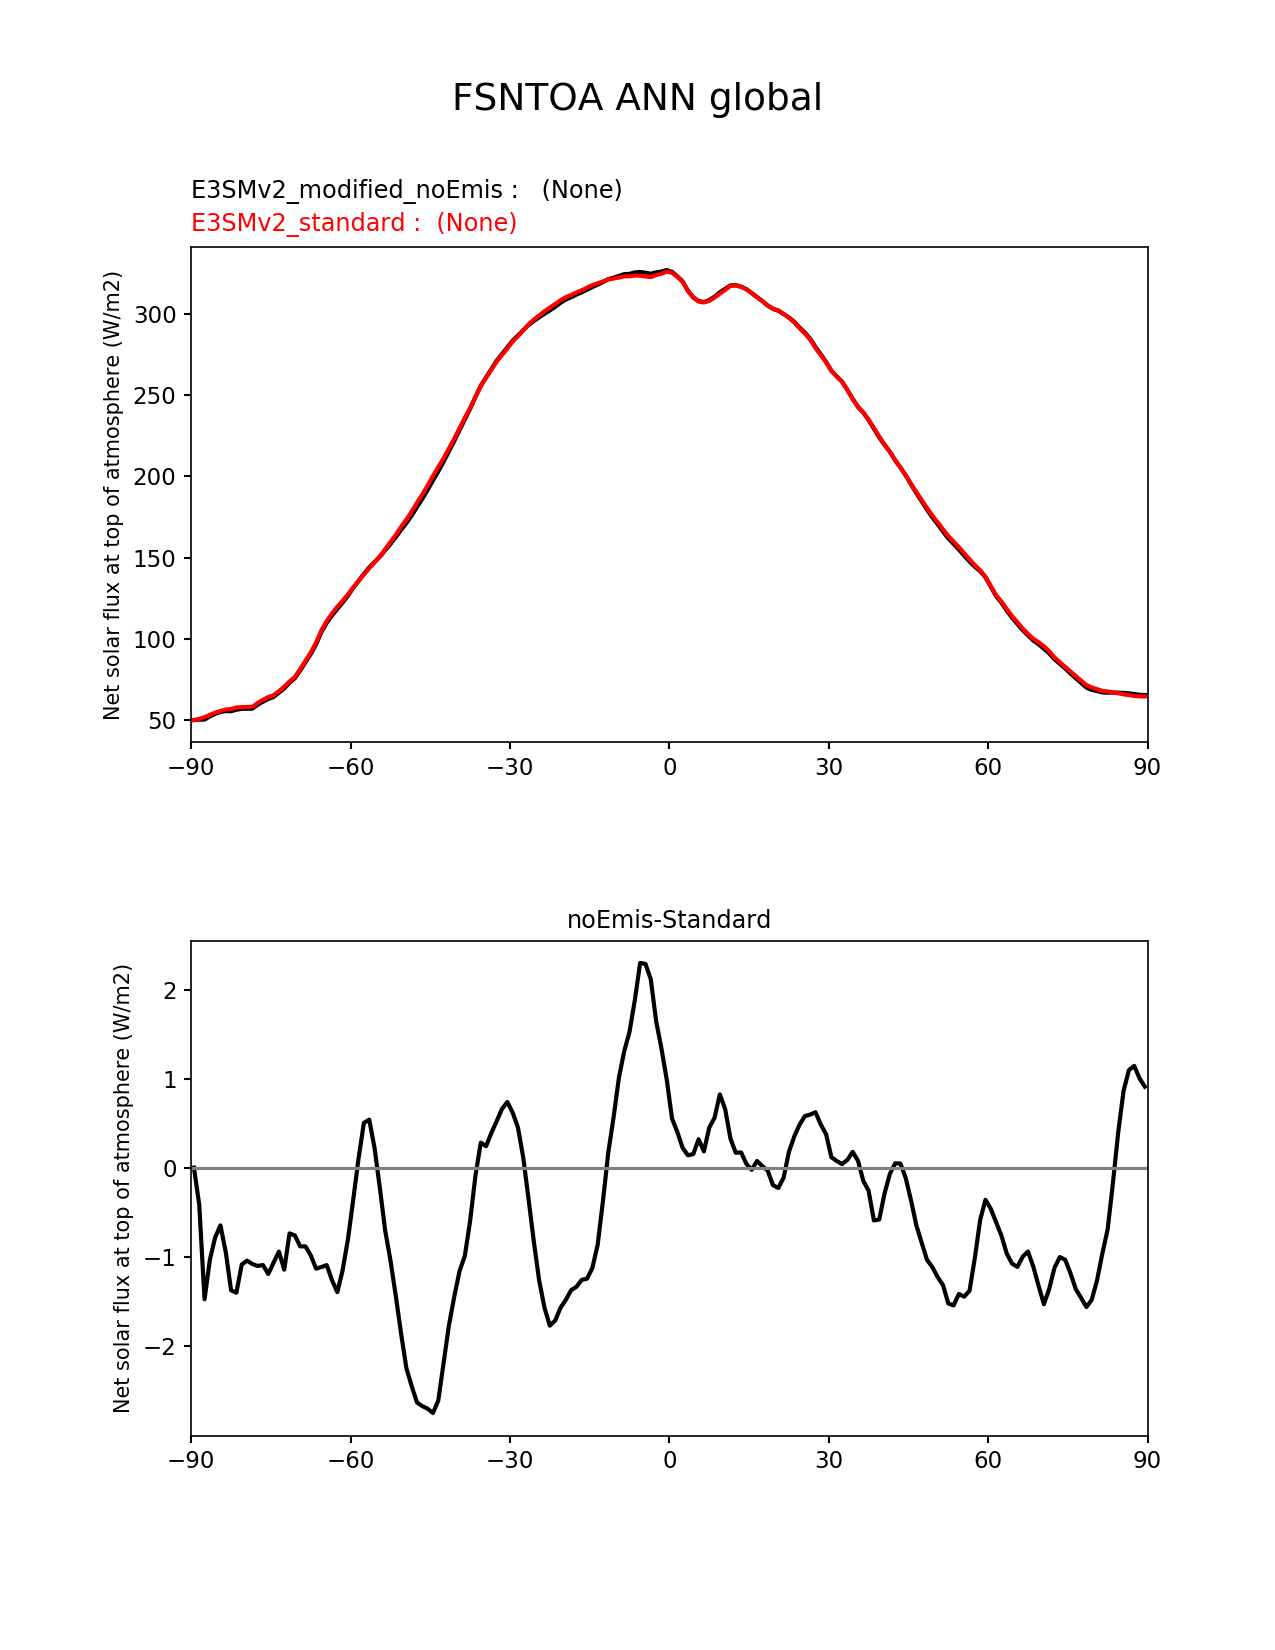 FSNTOA ANN global
E3SMv2_modified_noEmis :   (None)
E3SMv2_standard :  (None)
Net solar flux at top of atmosphere (W/m2)
300
250
200
150
100
50
−90 −60 −30 0 30 60 90
noEmis-Standard
Net solar flux at top of atmosphere (W/m2)
2
1
0
−1
−2
−90 −60 −30 0 30 60 90